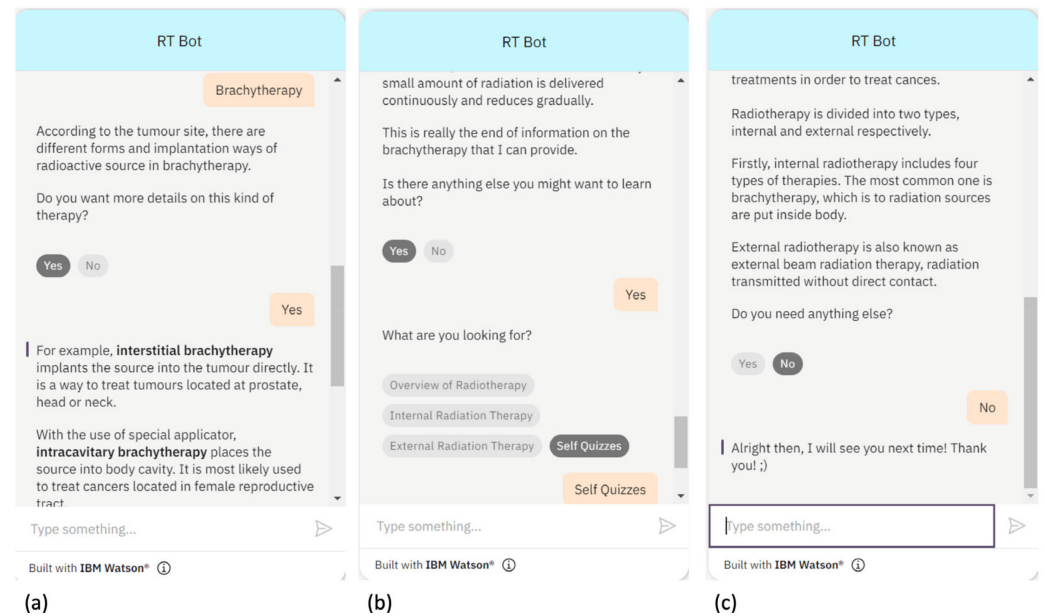 RT Bot
Brachytherapy
According to the tumour site, there are
different forms and implantation ways of
radioactive source in brachytherapy.
Do you want more details on this kind of
therapy?
Yes No
Yes
For example, interstitial brachytherapy
implants the source into the tumour directly. It
is a way to treat tumours located at prostate,
head or neck.
With the use of special applicator,
intracavitary brachytherapy places the
source into body cavity. It is most likely used
to treat cancers located in female reproductive
tract.
Type something...
Built with IBM Watson®
(a)
RT Bot
small amount of radiation is delivered
continuously and reduces gradually.
This is really the end of information on the
brachytherapy that I can provide.
Is there anything else you might want to learn
about?
Yes No
Yes
What are you looking for?
Overview of Radiotherapy
Internal Radiation Therapy
External Radiation Therapy Self Quizzes
Self Quizzes
Type something...
Built with IBM Watson®
(b)
RT Bot
treatments in order to treat cances.
Radiotherapy is divided into two types,
internal and external respectively.
Firstly, internal radiotherapy includes four
types of therapies. The most common one is
brachytherapy, which is to radiation sources
are put inside body.
External radiotherapy is also known as
external beam radiation therapy, radiation
transmitted without direct contact.
Do you need anything else?
Yes No
No
Alright then, I will see you next time! Thank
you! ;)
Type something...
Built with IBM Watson®
(c)